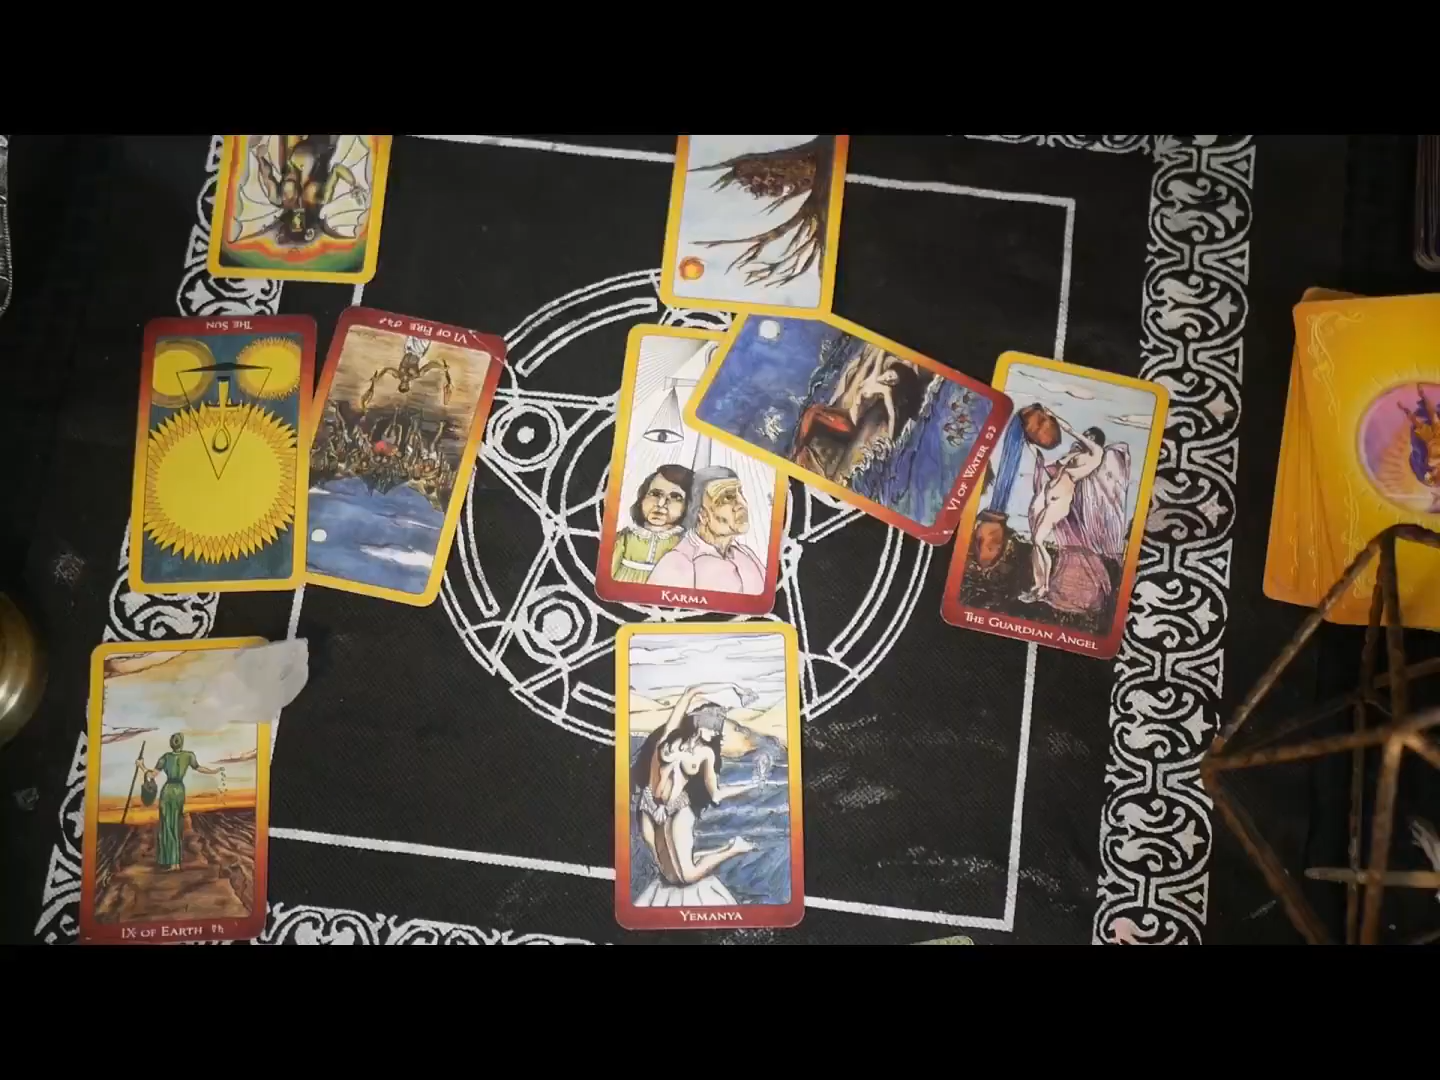 THE SUN
VI OF FIRE ♂♌
KARMA
VI OF WATER
THE GUARDIAN ANGEL
IX OF EARTH
YEMANYA